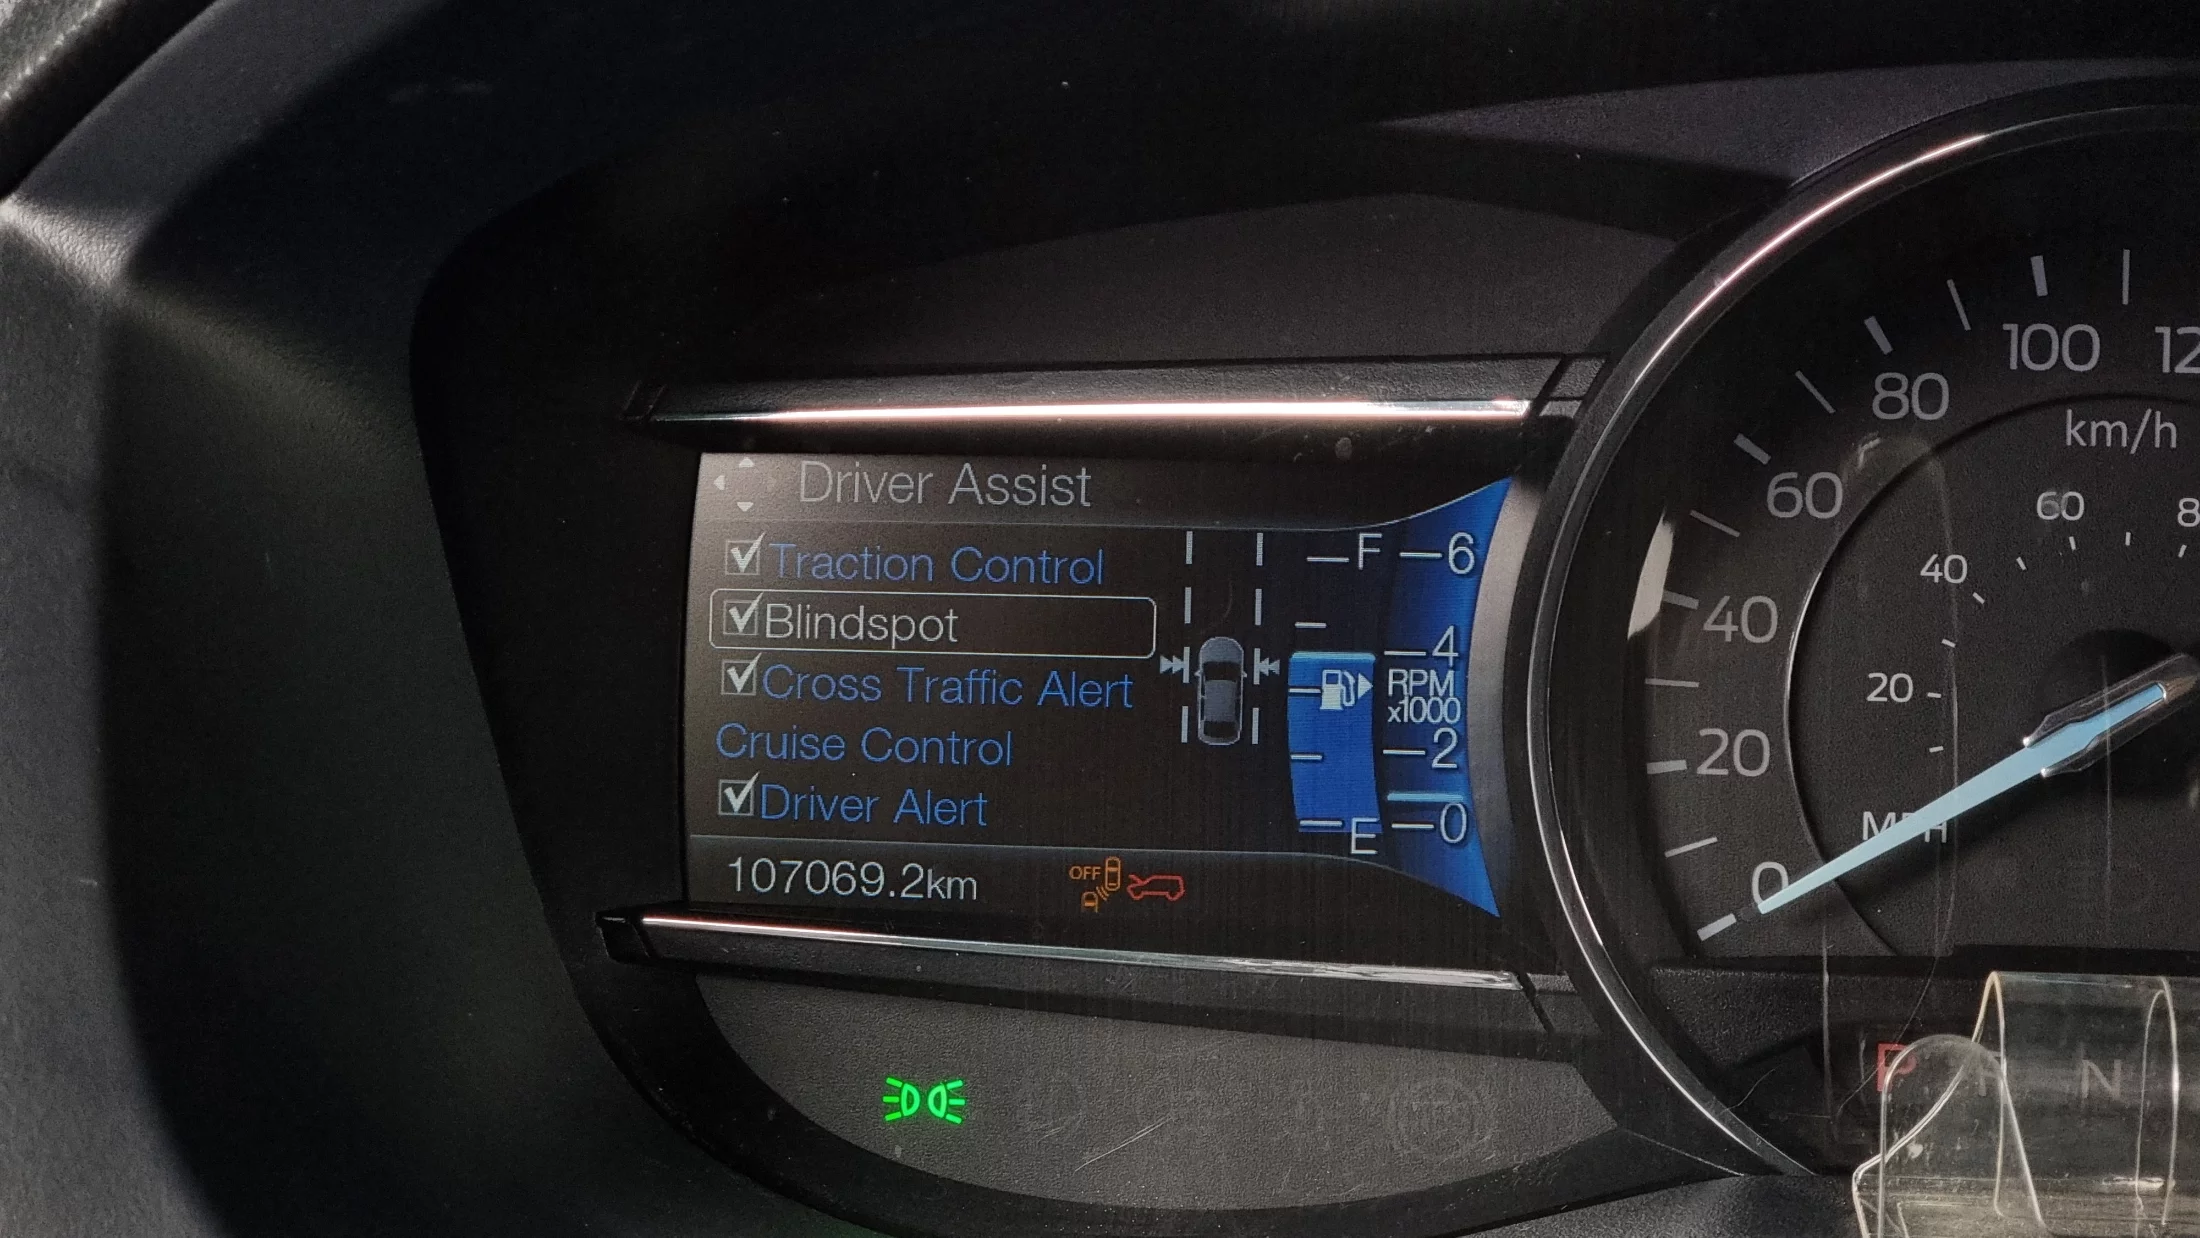 Driver Assist
Traction Control
Blindspot
Cross Traffic Alert
Cruise Control
Driver Alert
107069.2km
OFF
F
E
6
4
RPM
x1000
2
0
100
80
60
40
20
0
km/h
60
40
20
MPH
P
N